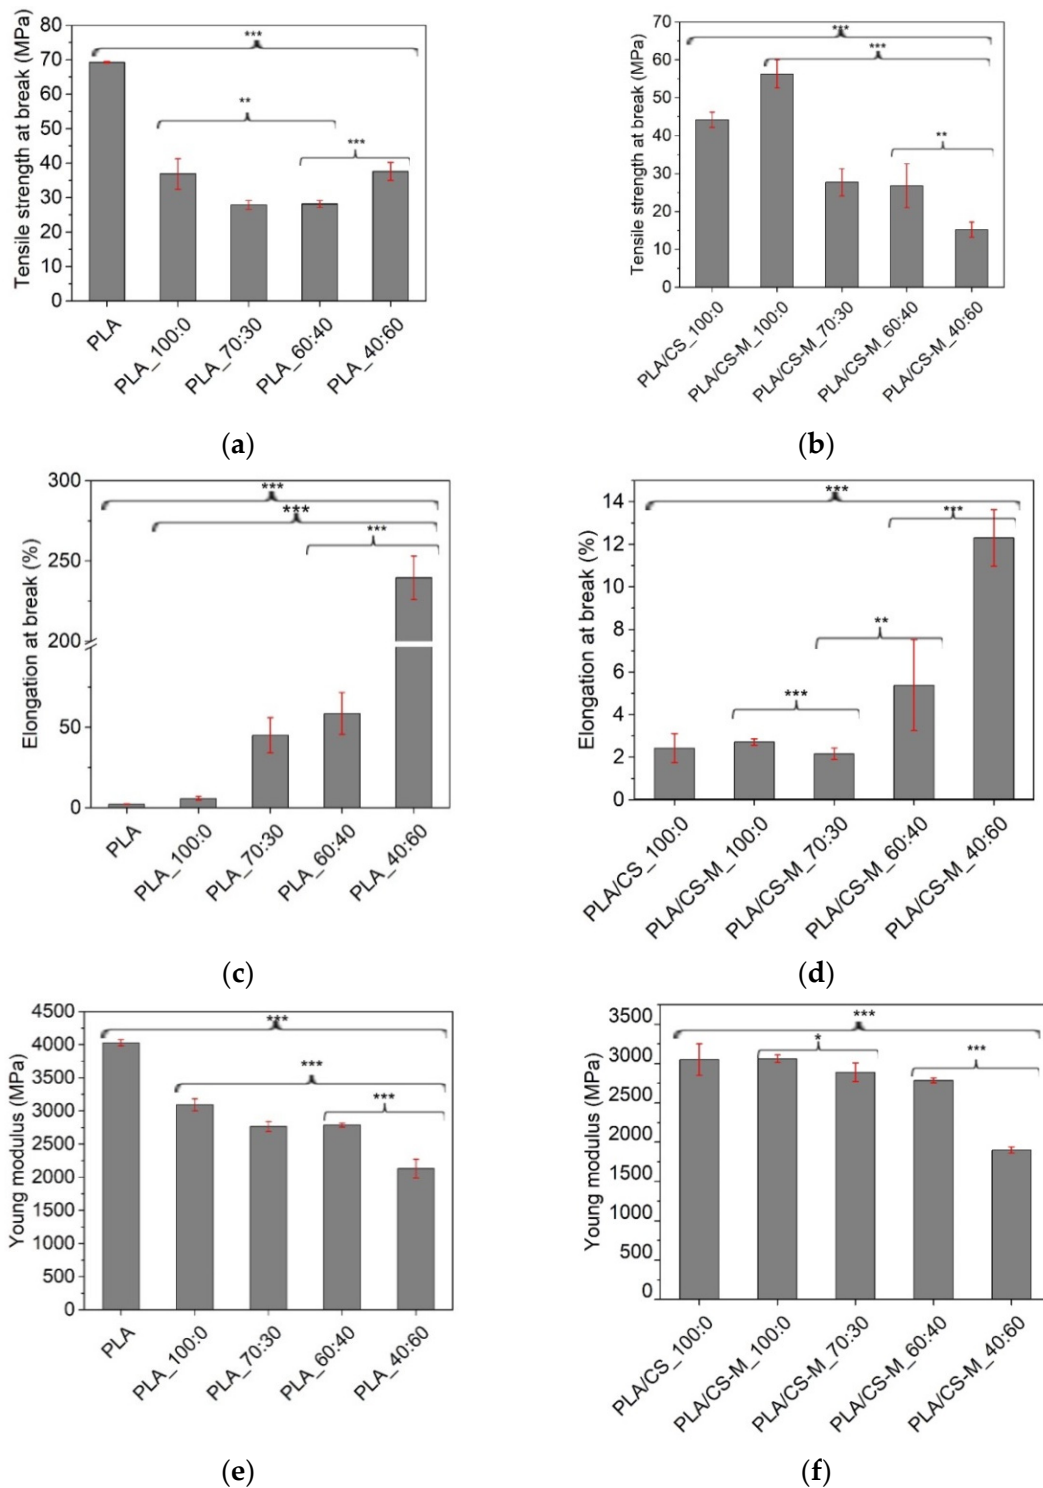 Tensile strength at break (MPa)
80
70
60
50
40
30
20
10
0
***
**
***
PLA
PLA_100:0
PLA_70:30
PLA_60:40
PLA_40:60
(a)
Tensile strength at break (MPa)
70
60
50
40
30
20
10
0
***
***
**
PLA/CS_100:0
PLA/CS-M_100:0
PLA/CS-M_70:30
PLA/CS-M_60:40
PLA/CS-M_40:60
(b)
Elongation at break (%)
300
250
200
50
0
***
***
***
PLA
PLA_100:0
PLA_70:30
PLA_60:40
PLA_40:60
(c)
Elongation at break (%)
14
12
10
8
6
4
2
0
***
***
**
***
PLA/CS_100:0
PLA/CS-M_100:0
PLA/CS-M_70:30
PLA/CS-M_60:40
PLA/CS-M_40:60
(d)
Young modulus (MPa)
4500
4000
3500
3000
2500
2000
1500
1000
500
0
***
***
***
PLA
PLA_100:0
PLA_70:30
PLA_60:40
PLA_40:60
(e)
Young modulus (MPa)
3500
3000
2500
2000
1500
1000
500
0
***
*
***
PLA/CS_100:0
PLA/CS-M_100:0
PLA/CS-M_70:30
PLA/CS-M_60:40
PLA/CS-M_40:60
(f)